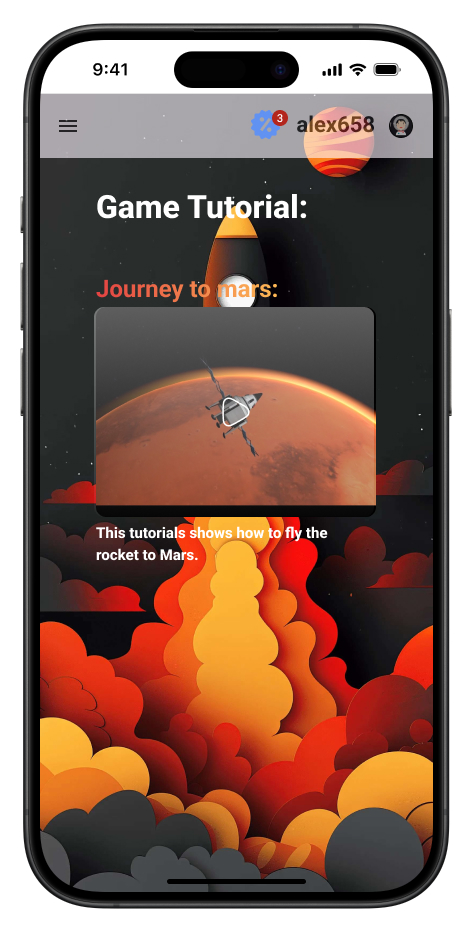 9:41
3
alex658
Game Tutorial:
Journey to mars:
This tutorials shows how to fly the
rocket to Mars.